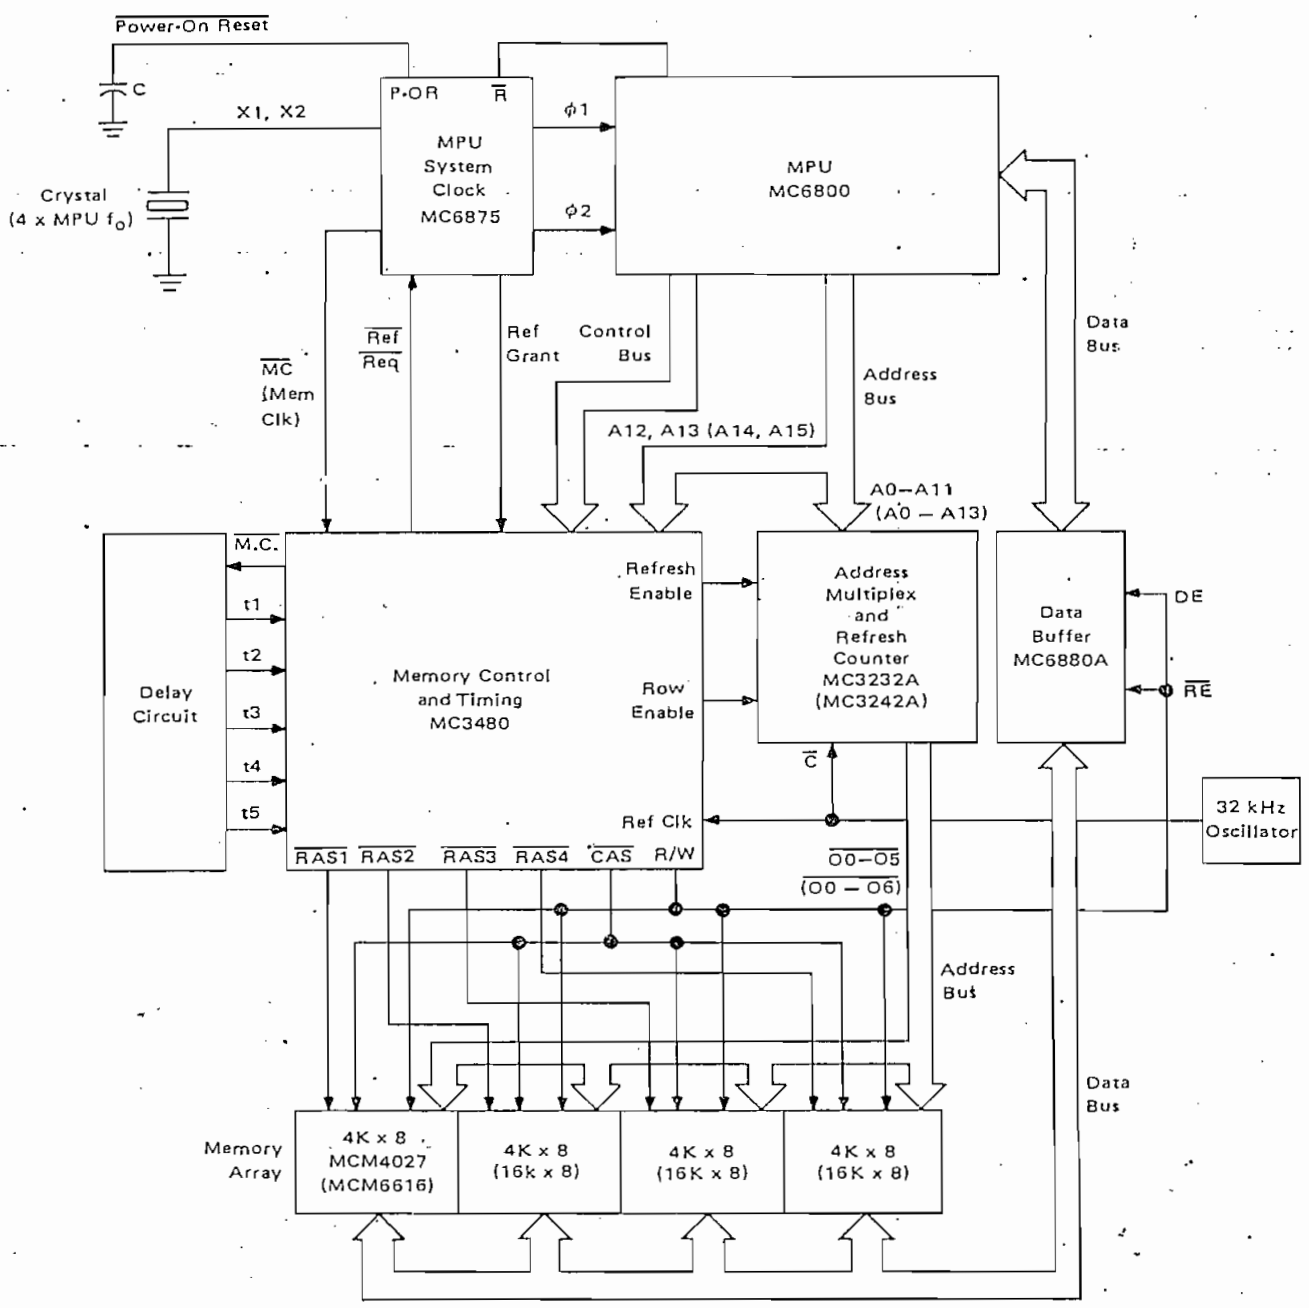 Power-On Reset
C
X1, X2
Crystal
(4 x MPU fo)
P-OR
R
MPU
System
Clock
MC6875
ϕ1
ϕ2
MPU
MC6800
MC
(Mem
Clk)
Ref
Req
Ref
Grant
Control
Bus
Address
Bus
Data
Bus
A12, A13 (A14, A15)
A0–A11
(A0 – A13)
M.C.
t1
t2
t3
t4
t5
Delay
Circuit
Refresh
Enable
Memory Control
and Timing
MC3480
Row
Enable
Ref Clk
Address
Multiplex
and
Refresh
Counter
MC3232A
(MC3242A)
C
Data
Buffer
MC6880A
DE
RE
32 kHz
Oscillator
RAS1
RAS2
RAS3
RAS4
CAS
R/W
O0–O5
(O0 – O6)
Address
Bus
Data
Bus
Memory
Array
4K x 8
MCM4027
(MCM6616)
4K x 8
(16k x 8)
4K x 8
(16K x 8)
4K x 8
(16K x 8)